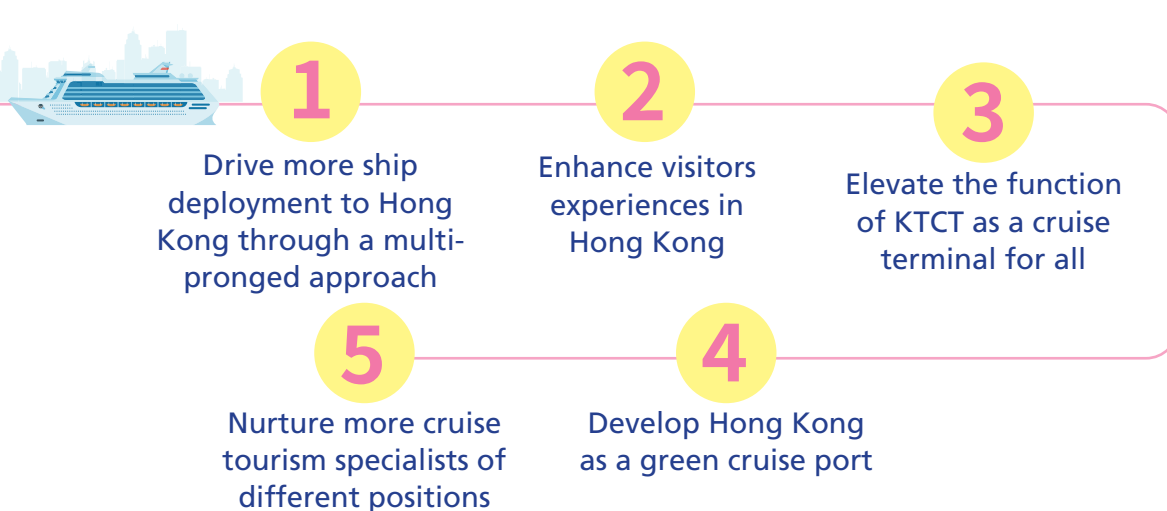 1
Drive more ship
deployment to Hong
Kong through a multi-
pronged approach
2
Enhance visitors
experiences in
Hong Kong
3
Elevate the function
of KTCT as a cruise
terminal for all
4
Develop Hong Kong
as a green cruise port
5
Nurture more cruise
tourism specialists of
different positions